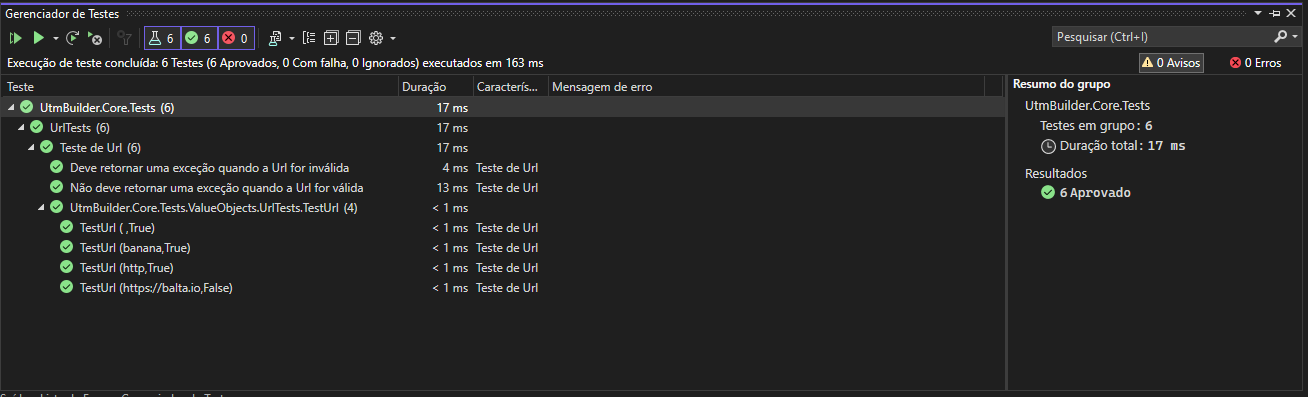 Gerenciador de Testes
6 6 0
Pesquisar (Ctrl+I)
Execução de teste concluída: 6 Testes (6 Aprovados, 0 Com falha, 0 Ignorados) executados em 163 ms
0 Avisos 0 Erros
Teste Duração Caracterís... Mensagem de erro
UtmBuilder.Core.Tests (6) 17 ms
UrlTests (6) 17 ms
Teste de Url (6) 17 ms
Deve retornar uma exceção quando a Url for inválida 4 ms Teste de Url
Não deve retornar uma exceção quando a Url for válida 13 ms Teste de Url
UtmBuilder.Core.Tests.ValueObjects.UrlTests.TestUrl (4) < 1 ms
TestUrl ( ,True) < 1 ms Teste de Url
TestUrl (banana,True) < 1 ms Teste de Url
TestUrl (http,True) < 1 ms Teste de Url
TestUrl (https://balta.io,False) < 1 ms Teste de Url
Resumo do grupo
UtmBuilder.Core.Tests
Testes em grupo: 6
Duração total: 17 ms
Resultados
6 Aprovado